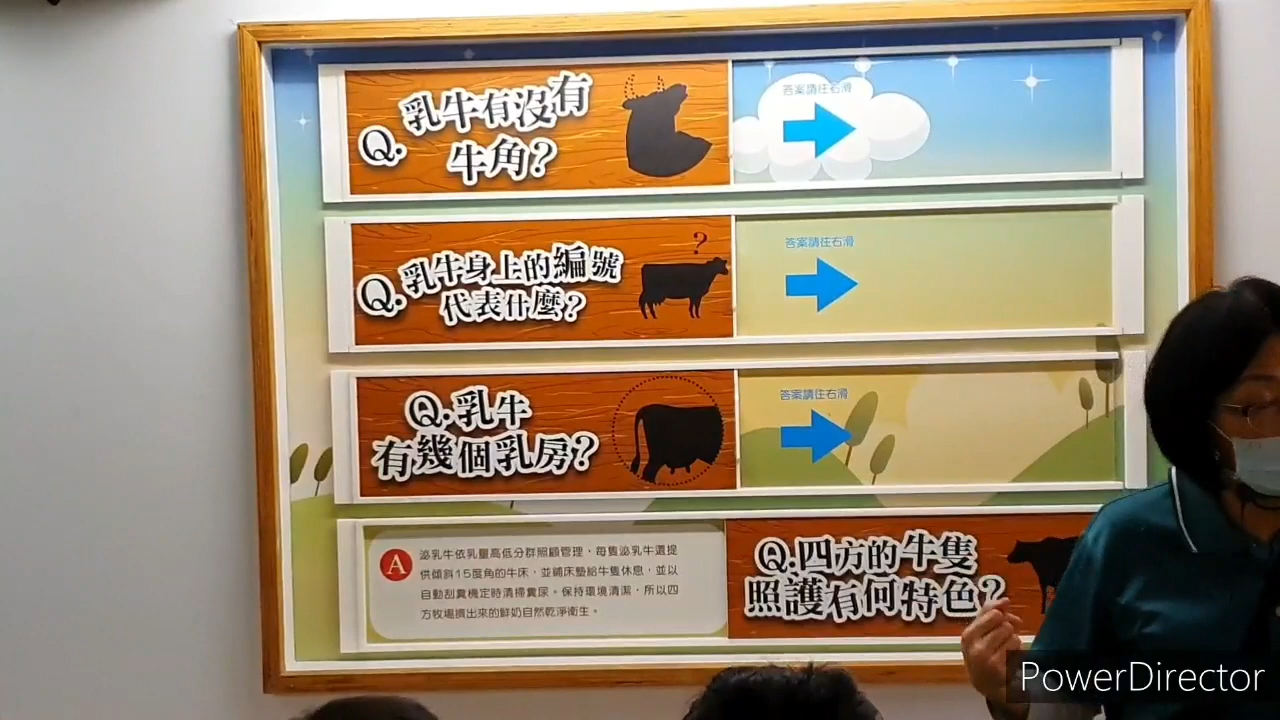 Q. 乳牛有沒有
牛角?
答案請往右滑
?
Q. 乳牛身上的編號
代表什麼?
答案請往右滑
Q. 乳牛
有幾個乳房?
答案請往右滑
A 泌乳牛依乳量高低分群照顧管理，每隻泌乳牛還提
供傾斜15度角的牛床，並鋪床墊給牛隻休息，並以
自動刮糞機定時清掃糞尿。保持環境清潔，所以四
方牧場擠出來的鮮奶自然乾淨衛生。
Q. 四方的牛隻
照護有何特色?
PowerDirector